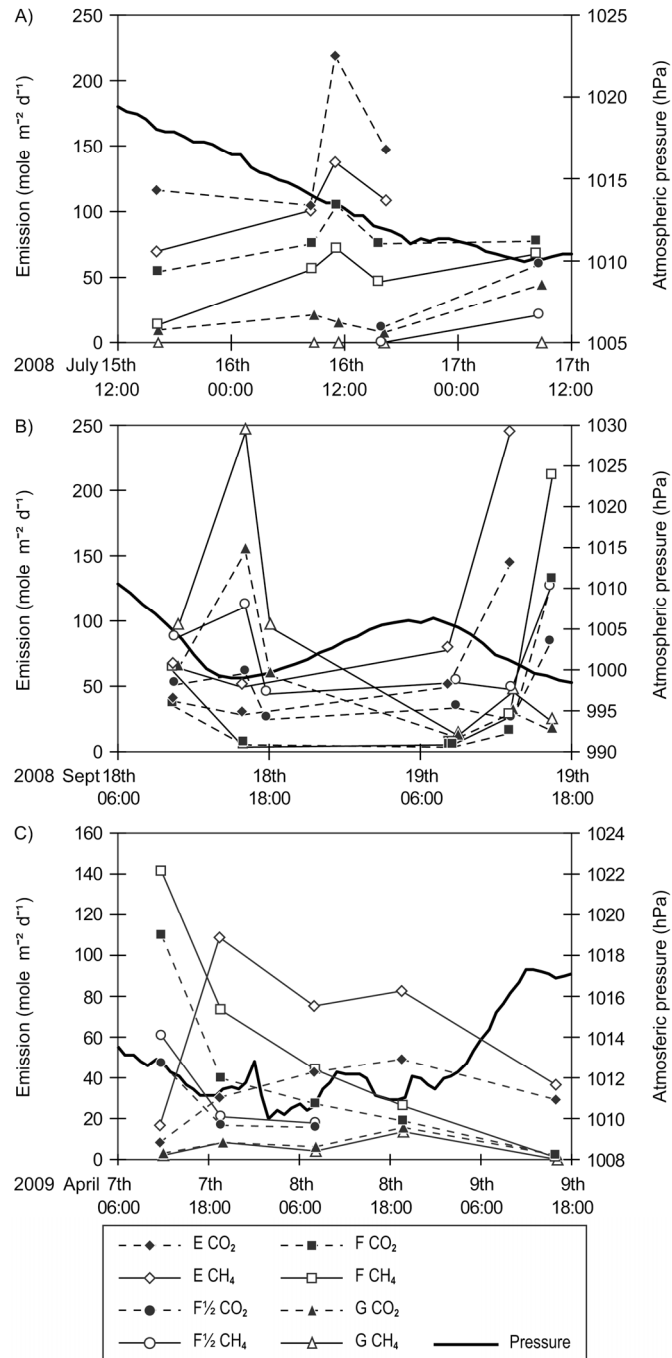 A)
250
200
150
100
50
0
Emission (mole m⁻² d⁻¹)
1025
1020
1015
1010
1005
Atmospheric pressure (hPa)
2008 July 15th 16th 16th 17th 17th
12:00 00:00 12:00 00:00 12:00
B)
250
200
150
100
50
0
Emission (mole m⁻² d⁻¹)
1030
1025
1020
1015
1010
1005
1000
995
990
Atmospheric pressure (hPa)
2008 Sept 18th 18th 19th 19th
06:00 18:00 06:00 18:00
C)
160
140
120
100
80
60
40
20
0
Emission (mole m⁻² d⁻¹)
1024
1022
1020
1018
1016
1014
1012
1010
1008
Atmosferic pressure (hPa)
2009 April 7th 7th 8th 8th 9th 9th
06:00 18:00 06:00 18:00 06:00 18:00
E CO₂ F CO₂
E CH₄ F CH₄
F½ CO₂ G CO₂
F½ CH₄ G CH₄ Pressure